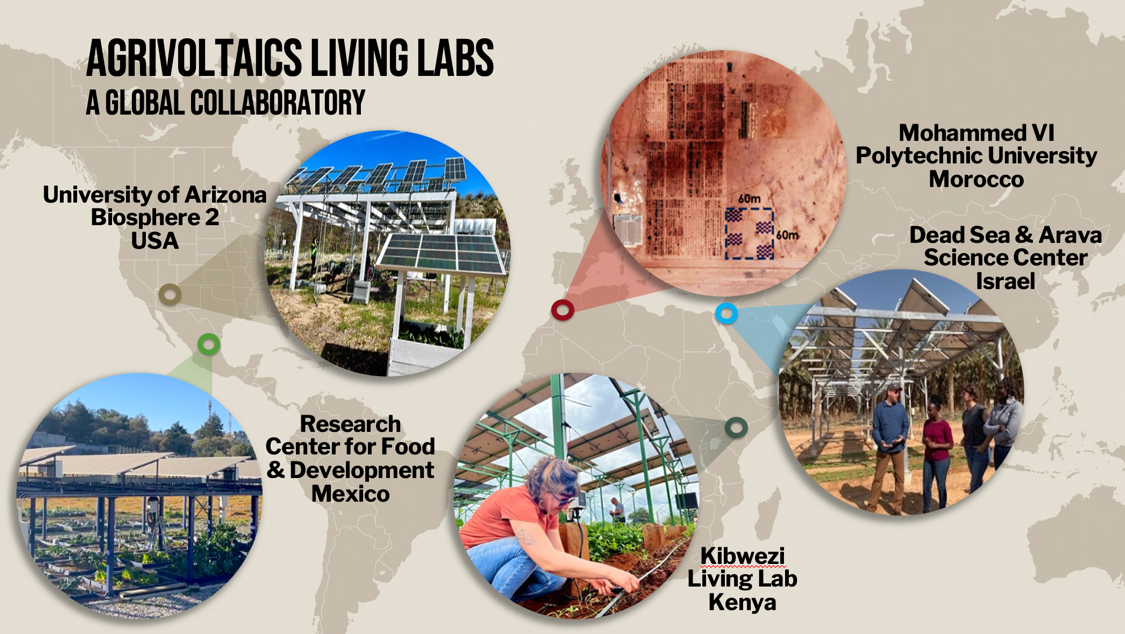 AGRIVOLTAICS LIVING LABS
A GLOBAL COLLABORATORY
University of Arizona
Biosphere 2
USA
Mohammed VI
Polytechnic University
Morocco
60m
60m
Dead Sea & Arava
Science Center
Israel
Research
Center for Food
& Development
Mexico
Kibwezi
Living Lab
Kenya